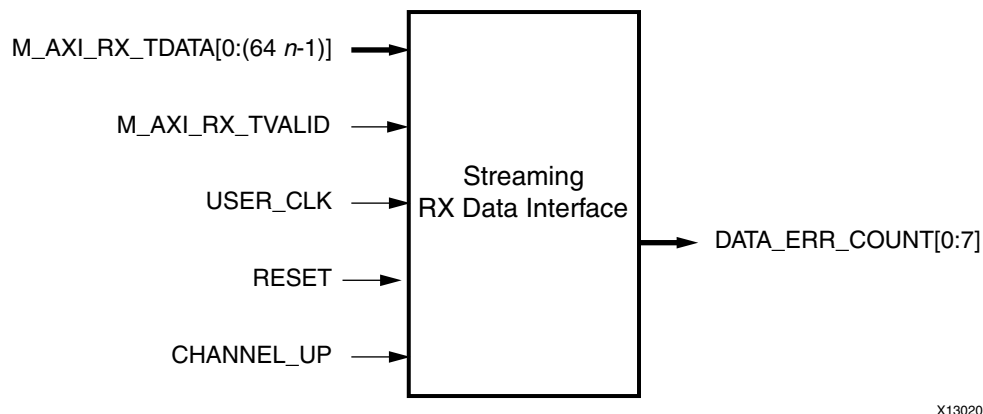 M_AXI_RX_TDATA[0:(64 n-1)]
M_AXI_RX_TVALID
USER_CLK
RESET
CHANNEL_UP
Streaming
RX Data Interface
DATA_ERR_COUNT[0:7]
X13020